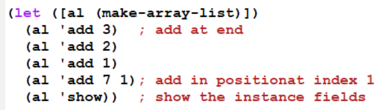 (let ([al (make-array-list)])
(al 'add 3) ; add at end
(al 'add 2)
(al 'add 1)
(al 'add 7 1); add in positionat index 1
(al 'show)) ; show the instance fields